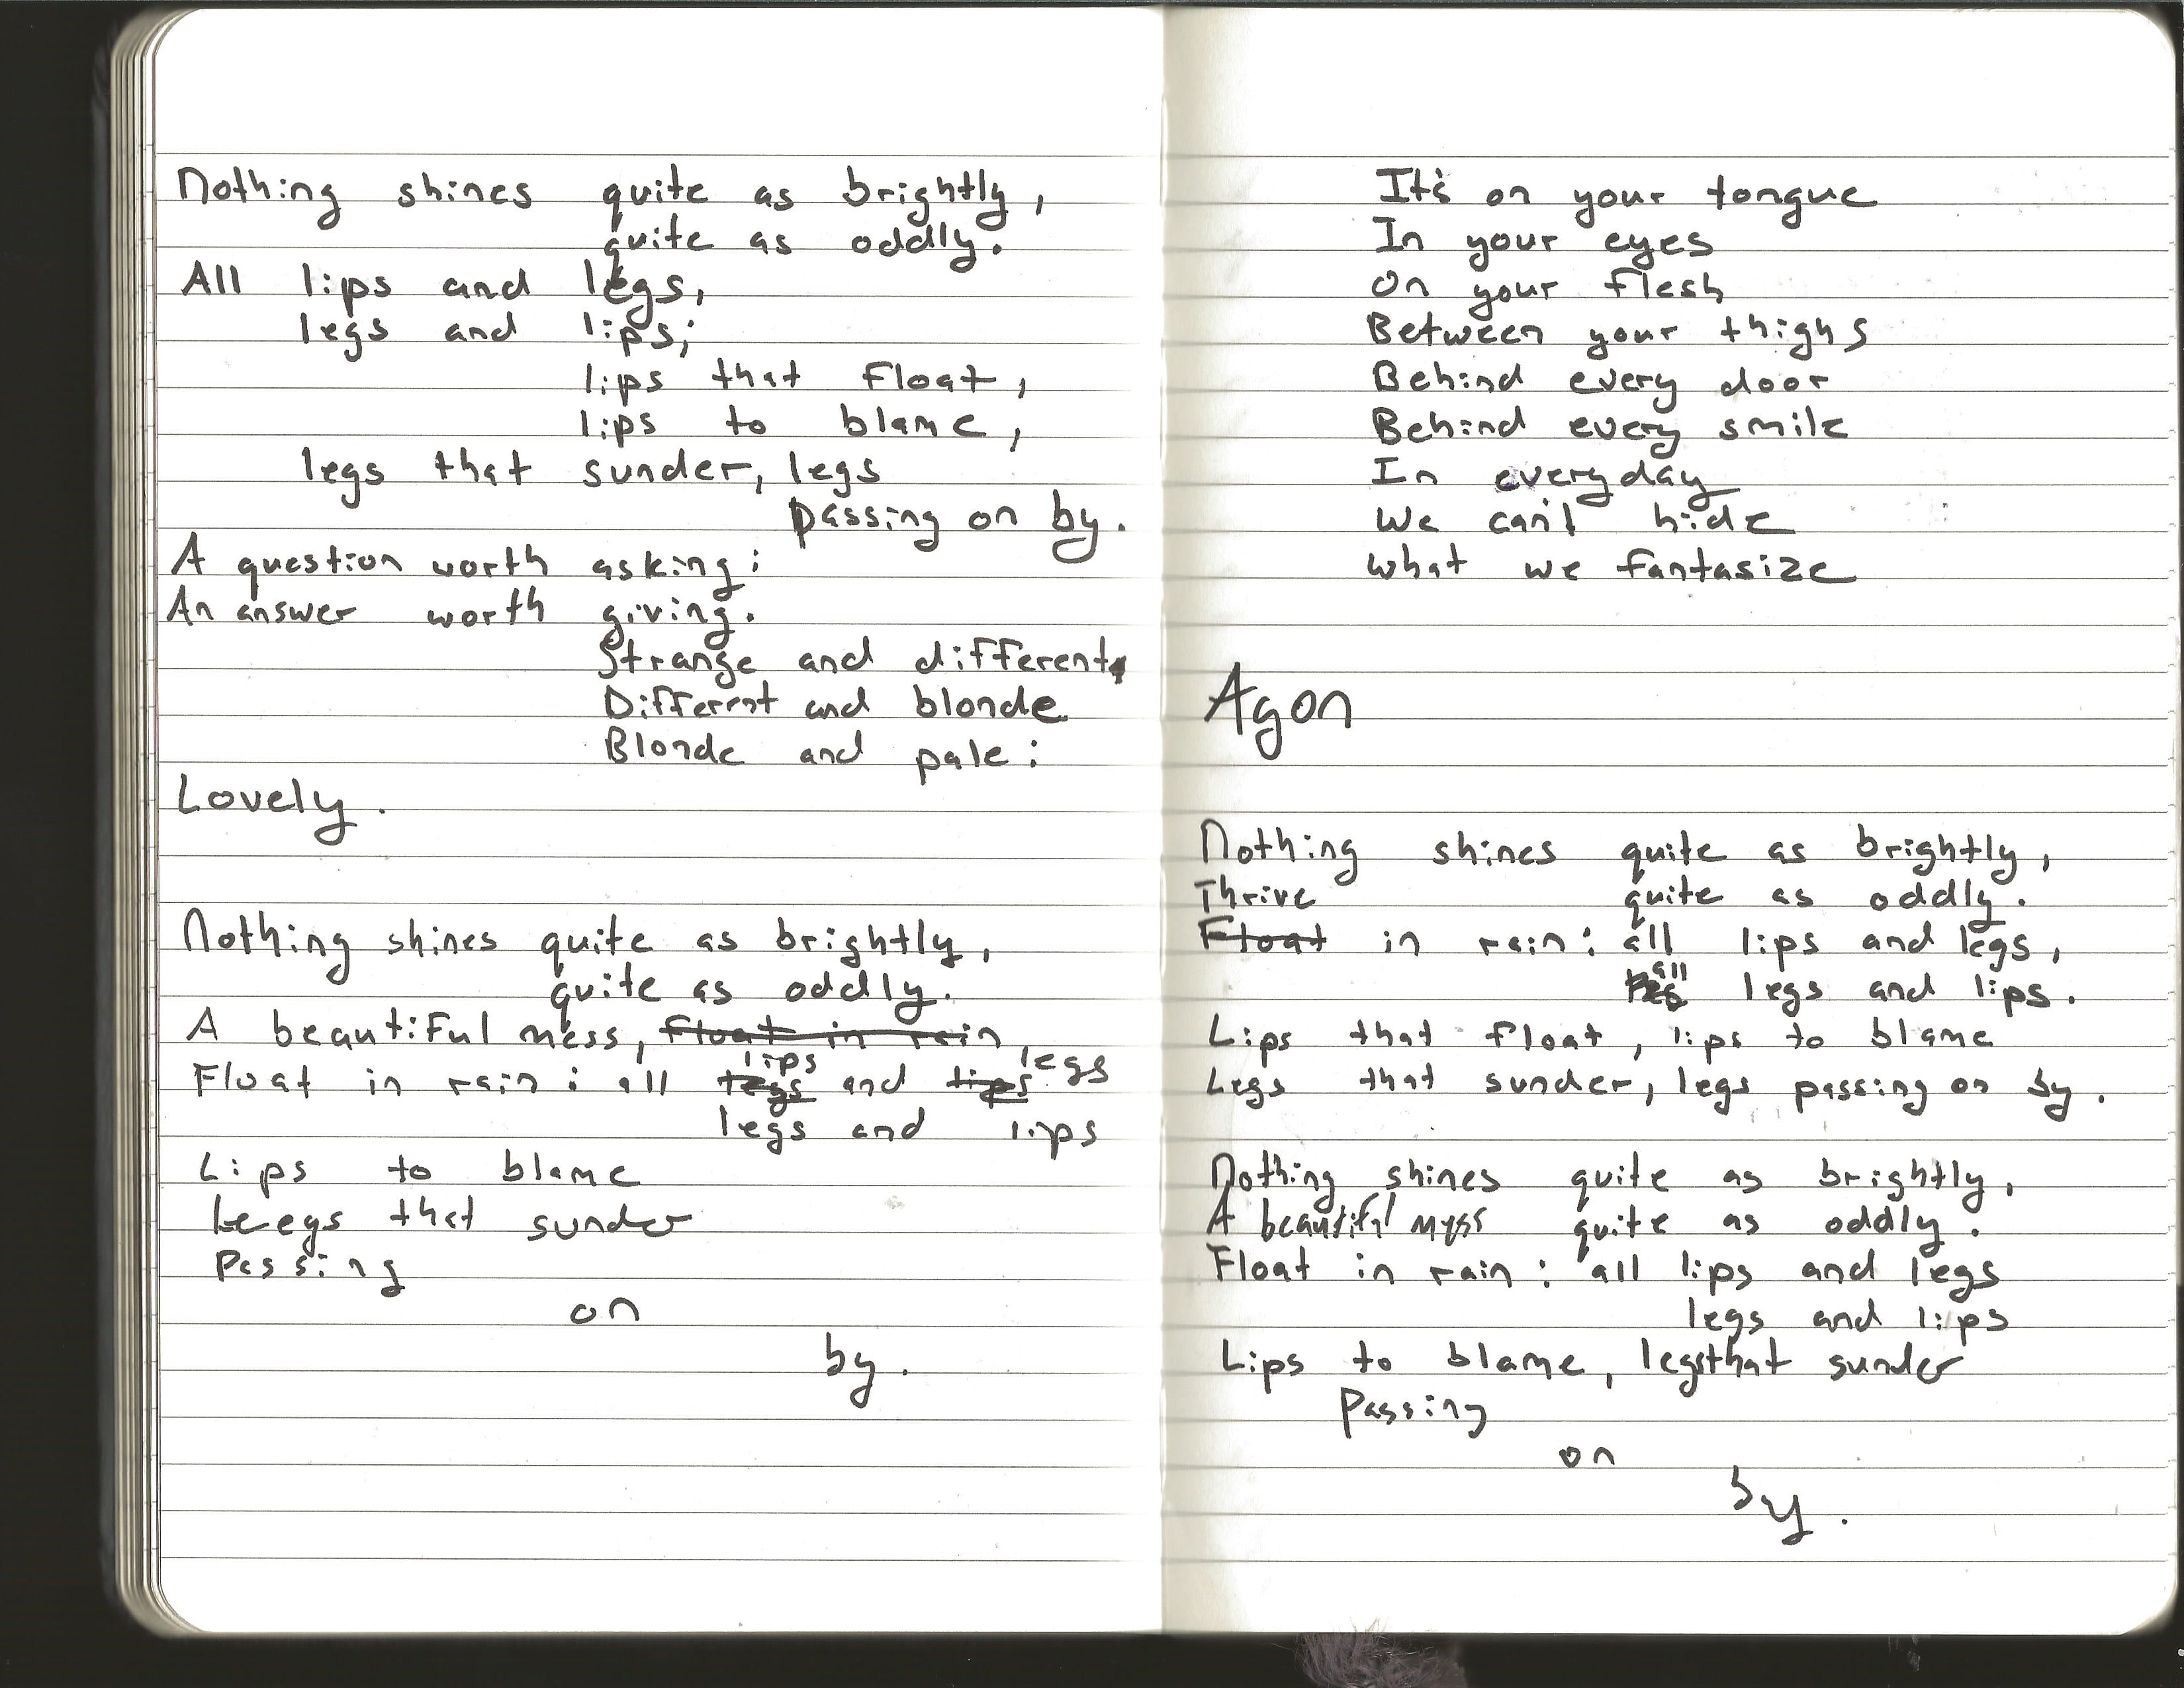 Nothing shines quite as brightly,
quite as oddly.
All lips and legs,
legs and lips;
lips that float,
lips to blame,
legs that sunder, legs
passing on by.
A question worth asking;
An answer worth giving.
Strange and different,
Different and blonde
Blonde and pale:
Lovely.
Nothing shines quite as brightly,
quite as oddly.
A beautiful mess, float in rain
lips legs
Float in rain: all legs and lips
legs and lips
Lips to blame
Leegs that sunder
Passing
on
by.
It's on your tongue
In your eyes
On your flesh
Between your thighs
Behind every door
Behind every smile
In everyday
We can't hide
what we fantasize
Agon
Nothing shines quite as brightly,
Thrive quite as oddly.
Float in rain: all lips and legs,
all legs and lips.
Lips that float, lips to blame
Legs that sunder, legs passing on by.
Nothing shines quite as brightly,
A beautiful mess quite as oddly.
Float in rain: all lips and legs
legs and lips
Lips to blame, legsthat sunder
Passing
on
by.